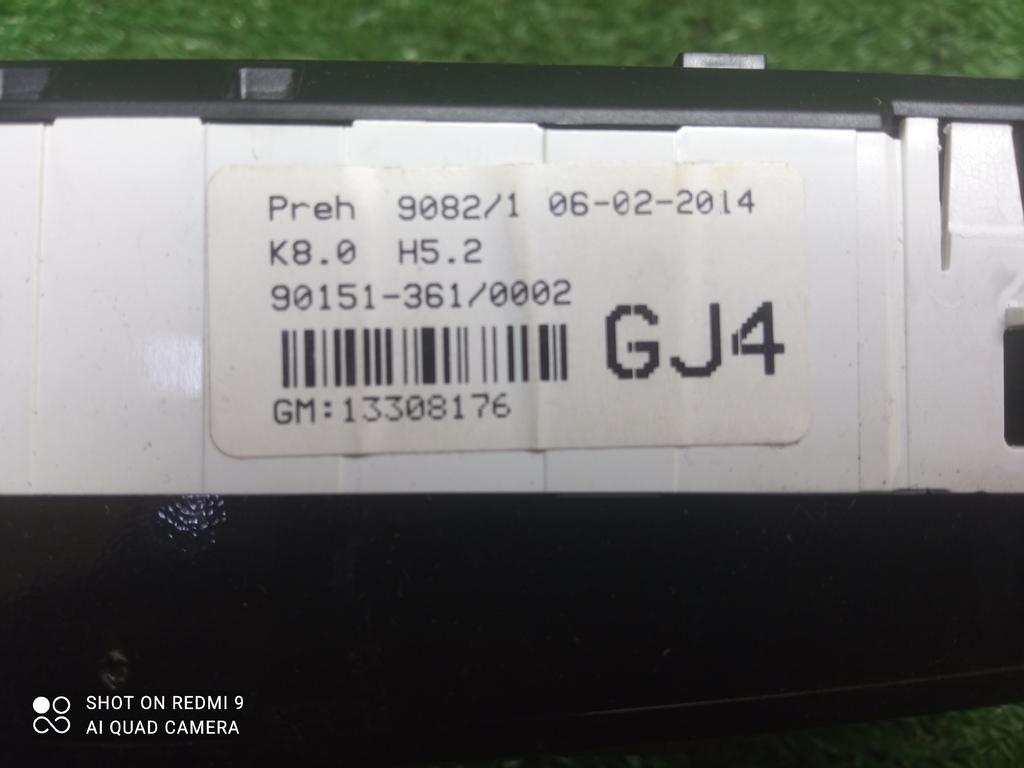 Preh 9082/1 06-02-2014
K8.0 H5.2
90151-361/0002
GJ4
GM:13308176
SHOT ON REDMI 9
AI QUAD CAMERA